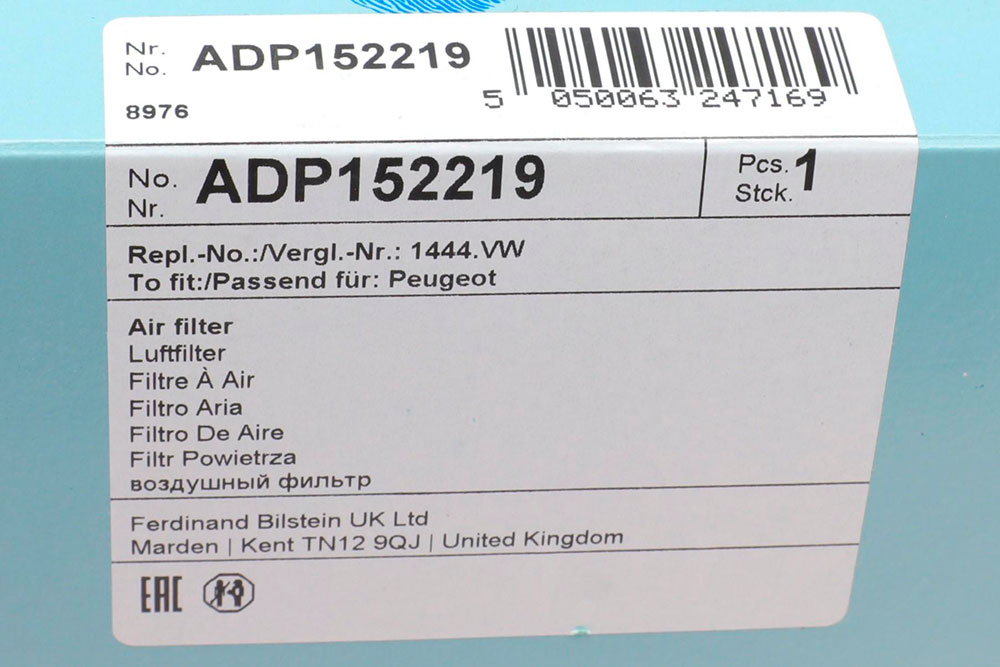 Nr.
No. ADP152219
8976
5 050063 247169
No.
Nr. ADP152219
Pcs.
Stck. 1
Repl.-No.:/Vergl.-Nr.: 1444.VW
To fit:/Passend für: Peugeot
Air filter
Luftfilter
Filtre À Air
Filtro Aria
Filtro De Aire
Filtr Powietrza
воздушный фильтр
Ferdinand Bilstein UK Ltd
Marden | Kent TN12 9QJ | United Kingdom
EAC